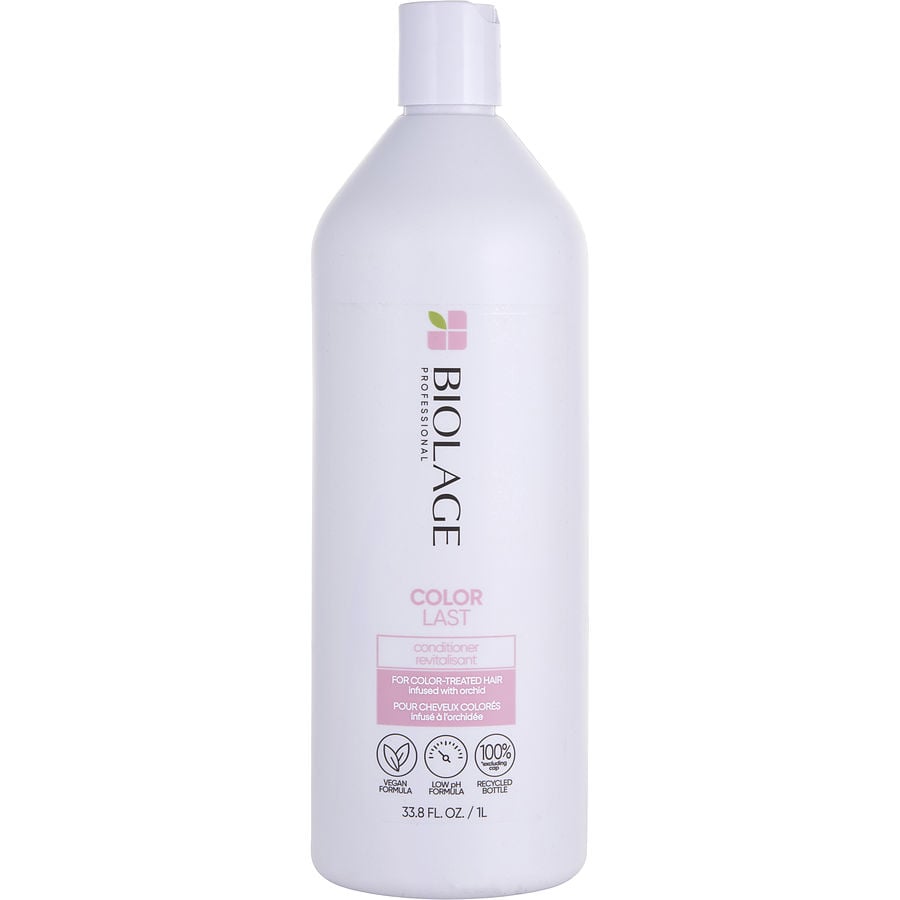 BIOLAGE
PROFESSIONAL
COLOR
LAST
conditioner
revitalisant
FOR COLOR-TREATED HAIR
infused with orchid
POUR CHEVEUX COLORÉS
infusé à l'orchidée
VEGAN
FORMULA
LOW pH
FORMULA
100%
*excluding
cap
RECYCLED
BOTTLE
33.8 FL. OZ. / 1L